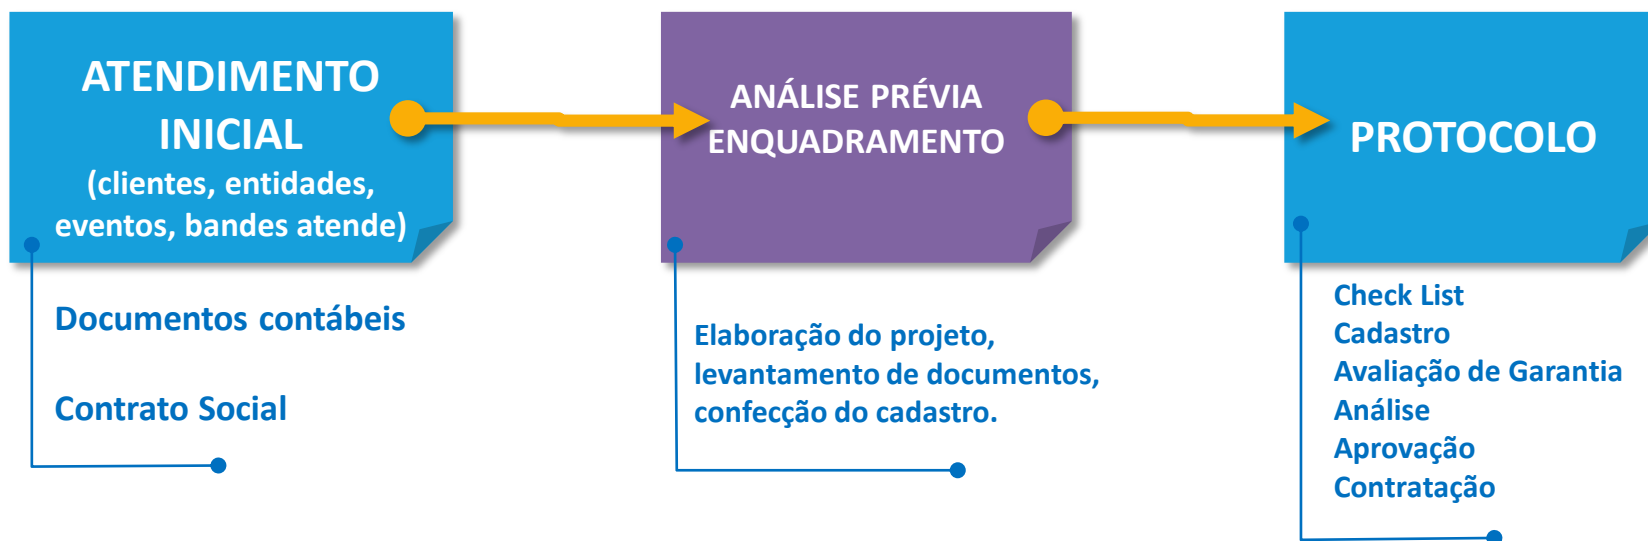 ATENDIMENTO
INICIAL
(clientes, entidades,
eventos, bandes atende)
Documentos contábeis
Contrato Social
ANÁLISE PRÉVIA
ENQUADRAMENTO
Elaboração do projeto,
levantamento de documentos,
confecção do cadastro.
PROTOCOLO
Check List
Cadastro
Avaliação de Garantia
Análise
Aprovação
Contratação